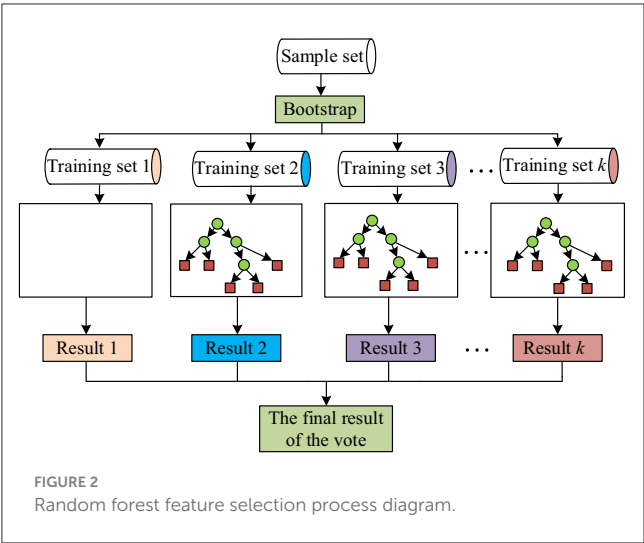 Sample set
Bootstrap
Training set 1
Training set 2
Training set 3
...
Training set k
...
Result 1
Result 2
Result 3
...
Result k
The final result
of the vote
FIGURE 2
Random forest feature selection process diagram.